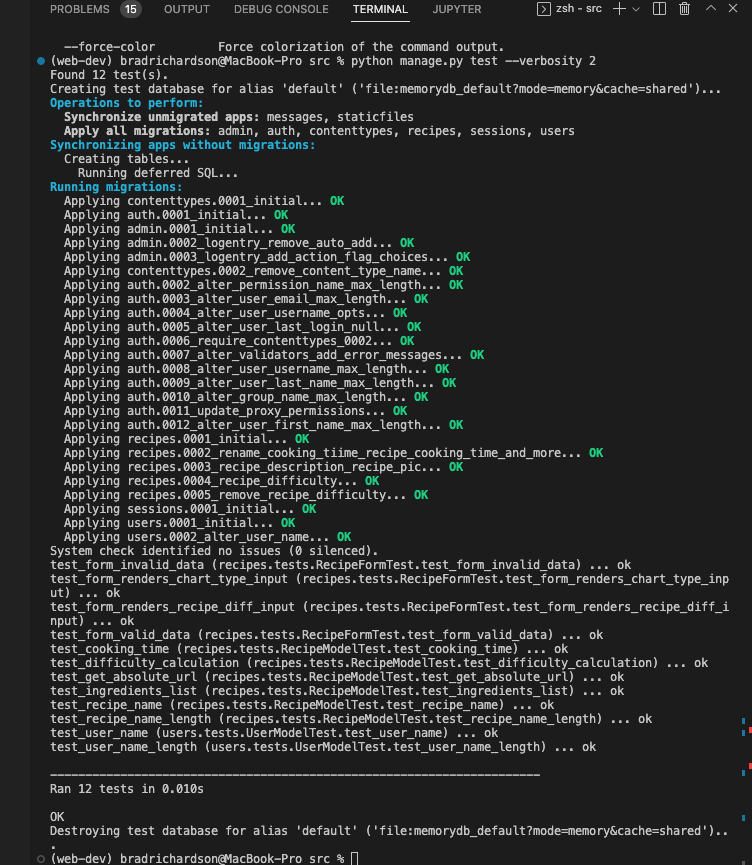 PROBLEMS 15 OUTPUT DEBUG CONSOLE TERMINAL JUPYTER zsh - src
--force-color Force colorization of the command output.
(web-dev) bradrichardson@MacBook-Pro src % python manage.py test --verbosity 2
Found 12 test(s).
Creating test database for alias 'default' ('file:memorydb_default?mode=memory&cache=shared')...
Operations to perform:
Synchronize unmigrated apps: messages, staticfiles
Apply all migrations: admin, auth, contenttypes, recipes, sessions, users
Synchronizing apps without migrations:
Creating tables...
Running deferred SQL...
Running migrations:
Applying contenttypes.0001_initial... OK
Applying auth.0001_initial... OK
Applying admin.0001_initial... OK
Applying admin.0002_logentry_remove_auto_add... OK
Applying admin.0003_logentry_add_action_flag_choices... OK
Applying contenttypes.0002_remove_content_type_name... OK
Applying auth.0002_alter_permission_name_max_length... OK
Applying auth.0003_alter_user_email_max_length... OK
Applying auth.0004_alter_user_username_opts... OK
Applying auth.0005_alter_user_last_login_null... OK
Applying auth.0006_require_contenttypes_0002... OK
Applying auth.0007_alter_validators_add_error_messages... OK
Applying auth.0008_alter_user_username_max_length... OK
Applying auth.0009_alter_user_last_name_max_length... OK
Applying auth.0010_alter_group_name_max_length... OK
Applying auth.0011_update_proxy_permissions... OK
Applying auth.0012_alter_user_first_name_max_length... OK
Applying recipes.0001_initial... OK
Applying recipes.0002_rename_cooking_tiime_recipe_cooking_time_and_more... OK
Applying recipes.0003_recipe_description_recipe_pic... OK
Applying recipes.0004_recipe_difficulty... OK
Applying recipes.0005_remove_recipe_difficulty... OK
Applying sessions.0001_initial... OK
Applying users.0001_initial... OK
Applying users.0002_alter_user_name... OK
System check identified no issues (0 silenced).
test_form_invalid_data (recipes.tests.RecipeFormTest.test_form_invalid_data) ... ok
test_form_renders_chart_type_input (recipes.tests.RecipeFormTest.test_form_renders_chart_type_inp
ut) ... ok
test_form_renders_recipe_diff_input (recipes.tests.RecipeFormTest.test_form_renders_recipe_diff_i
nput) ... ok
test_form_valid_data (recipes.tests.RecipeFormTest.test_form_valid_data) ... ok
test_cooking_time (recipes.tests.RecipeModelTest.test_cooking_time) ... ok
test_difficulty_calculation (recipes.tests.RecipeModelTest.test_difficulty_calculation) ... ok
test_get_absolute_url (recipes.tests.RecipeModelTest.test_get_absolute_url) ... ok
test_ingredients_list (recipes.tests.RecipeModelTest.test_ingredients_list) ... ok
test_recipe_name (recipes.tests.RecipeModelTest.test_recipe_name) ... ok
test_recipe_name_length (recipes.tests.RecipeModelTest.test_recipe_name_length) ... ok
test_user_name (users.tests.UserModelTest.test_user_name) ... ok
test_user_name_length (users.tests.UserModelTest.test_user_name_length) ... ok
----------------------------------------------------------------------
Ran 12 tests in 0.010s
OK
Destroying test database for alias 'default' ('file:memorydb_default?mode=memory&cache=shared')..
.
(web-dev) bradrichardson@MacBook-Pro src %